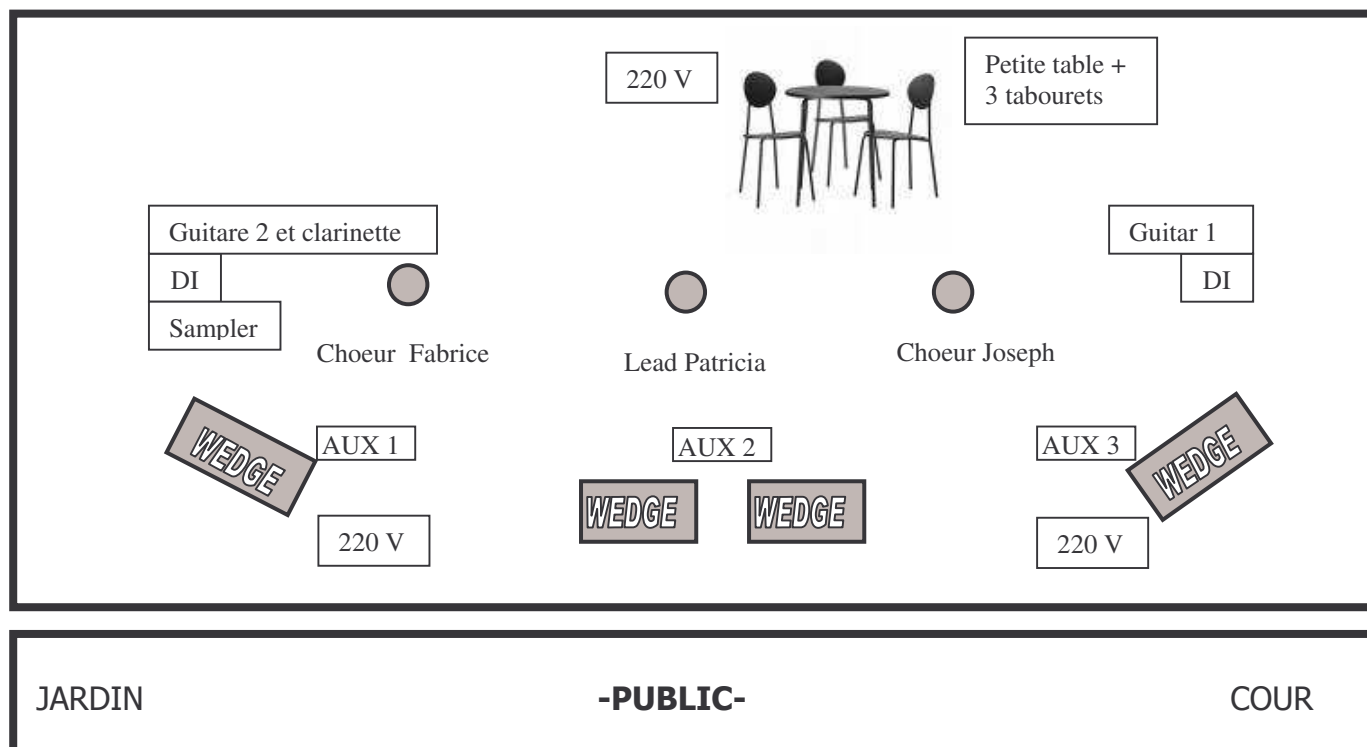 220 V
Petite table +
3 tabourets
Guitare 2 et clarinette
Guitar 1
DI
DI
Sampler
Choeur Fabrice
Lead Patricia
Choeur Joseph
WEDGE
AUX 1
AUX 2
AUX 3
WEDGE
WEDGE
WEDGE
220 V
220 V
JARDIN
-PUBLIC-
COUR